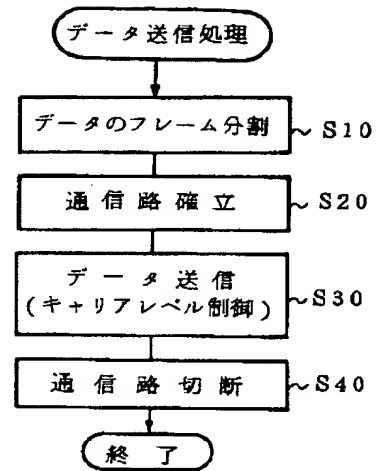 データ送信処理
データのフレーム分割 ～S10
通信路確立 ～S20
データ送信
(キャリアレベル制御) ～S30
通信路切断 ～S40
終了